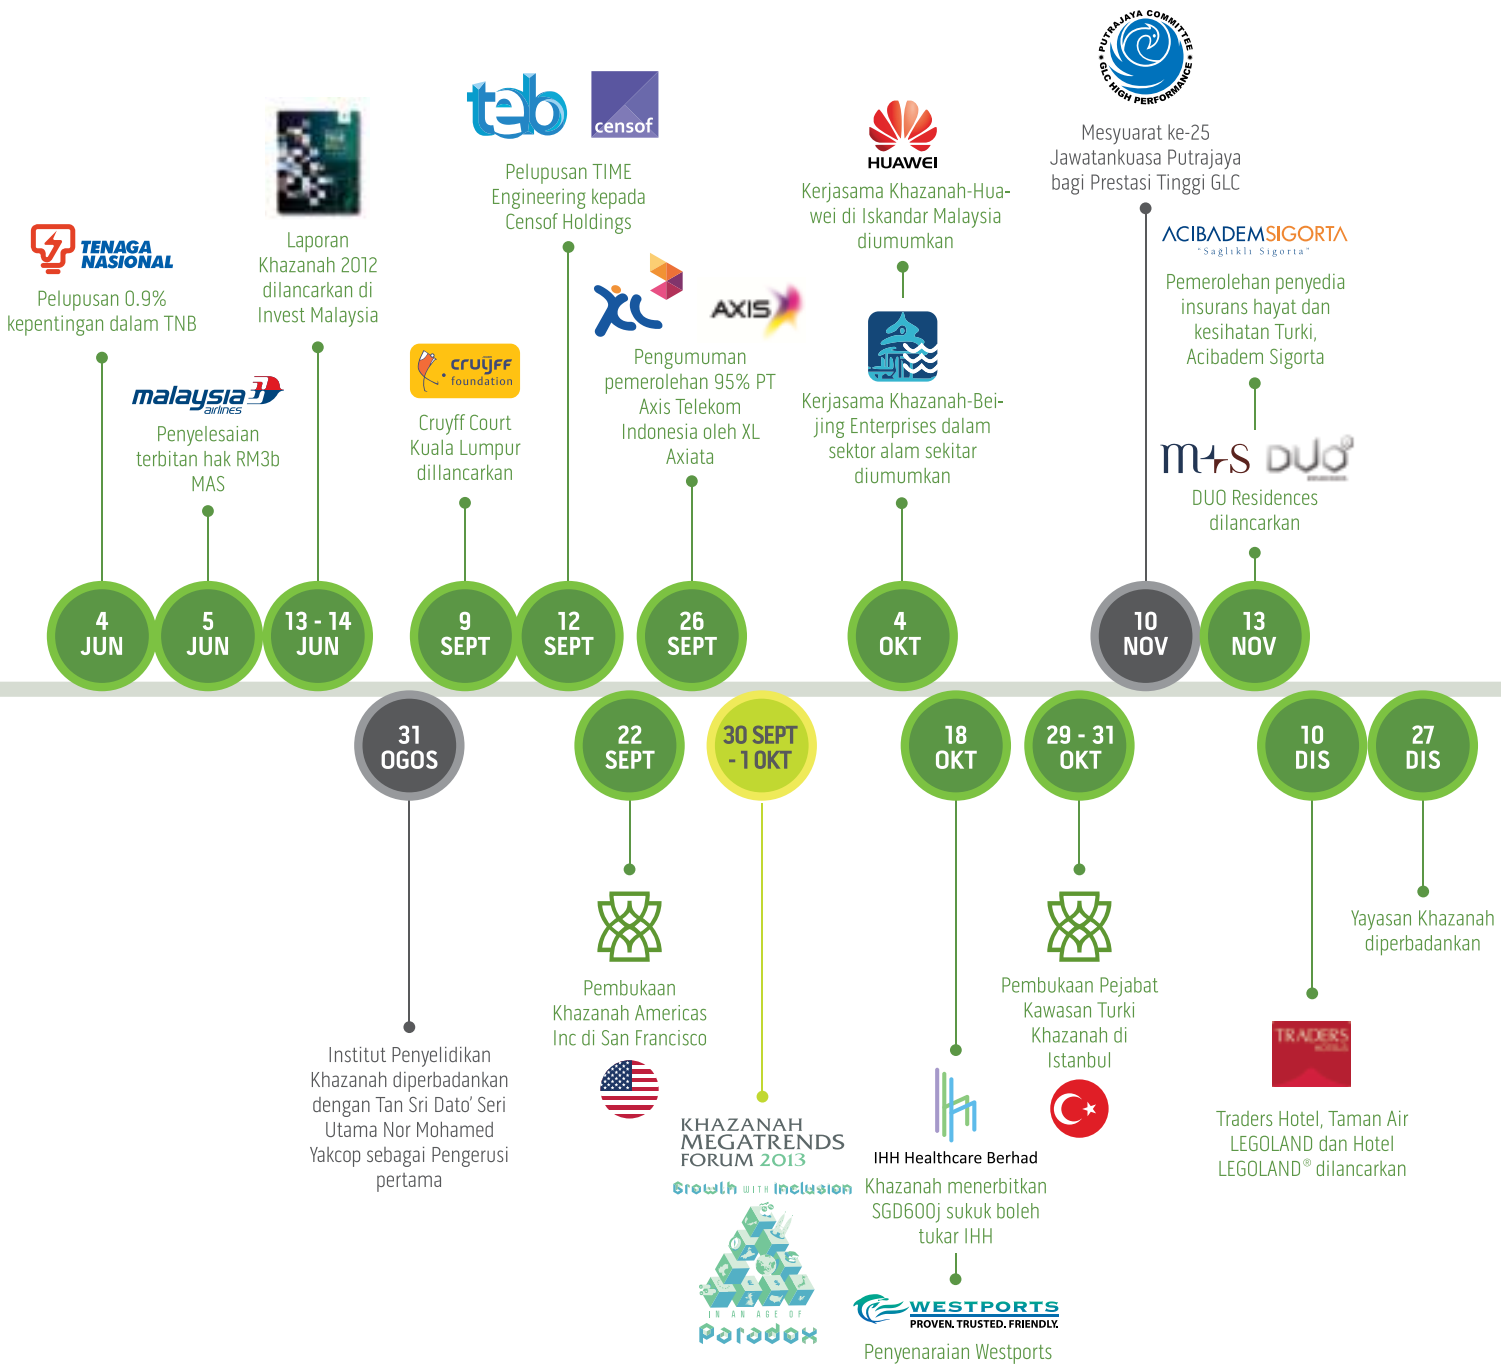 TENAGA
NASIONAL
Pelupusan 0.9%
kepentingan dalam TNB
4
JUN
malaysia
airlines
Penyelesaian
terbitan hak RM3b
MAS
5
JUN
Laporan
Khazanah 2012
dilancarkan di
Invest Malaysia
13 - 14
JUN
31
OGOS
Institut Penyelidikan
Khazanah diperbadankan
dengan Tan Sri Dato’ Seri
Utama Nor Mohamed
Yakcop sebagai Pengerusi
pertama
cruyff
foundation
Cruyff Court
Kuala Lumpur
dillancarkan
9
SEPT
teb
censof
Pelupusan TIME
Engineering kepada
Censof Holdings
12
SEPT
22
SEPT
Pembukaan
Khazanah Americas
Inc di San Francisco
XL
AXIS
Pengumuman
pemerolehan 95% PT
Axis Telekom
Indonesia oleh XL
Axiata
26
SEPT
30 SEPT
- 1 OKT
KHAZANAH
MEGATRENDS
FORUM 2013
Growth WITH Inclusion
IN AN AGE OF
Paradox
HUAWEI
Kerjasama Khazanah-Hua-
wei di Iskandar Malaysia
diumumkan
Kerjasama Khazanah-Bei-
jing Enterprises dalam
sektor alam sekitar
diumumkan
4
OKT
18
OKT
IHH Healthcare Berhad
Khazanah menerbitkan
SGD600j sukuk boleh
tukar IHH
WESTPORTS
PROVEN. TRUSTED. FRIENDLY.
Penyenaraian Westports
29 - 31
OKT
Pembukaan Pejabat
Kawasan Turki
Khazanah di
Istanbul
PUTRAJAYA COMMITTEE
GLC HIGH PERFORMANCE
Mesyuarat ke-25
Jawatankuasa Putrajaya
bagi Prestasi Tinggi GLC
10
NOV
ACIBADEMSIGORTA
"Saglikli Sigorta"
Pemerolehan penyedia
insurans hayat dan
kesihatan Turki,
Acibadem Sigorta
m+s
DUO
DUO Residences
dilancarkan
13
NOV
10
DIS
TRADERS
HOTELS
Traders Hotel, Taman Air
LEGOLAND dan Hotel
LEGOLAND® dilancarkan
27
DIS
Yayasan Khazanah
diperbadankan